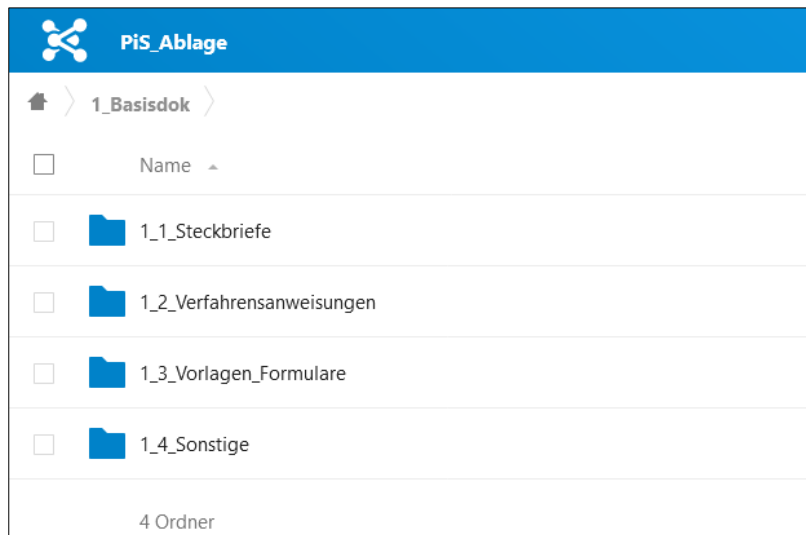 PiS_Ablage
1_Basisdok
Name
1_1_Steckbriefe
1_2_Verfahrensanweisungen
1_3_Vorlagen_Formulare
1_4_Sonstige
4 Ordner